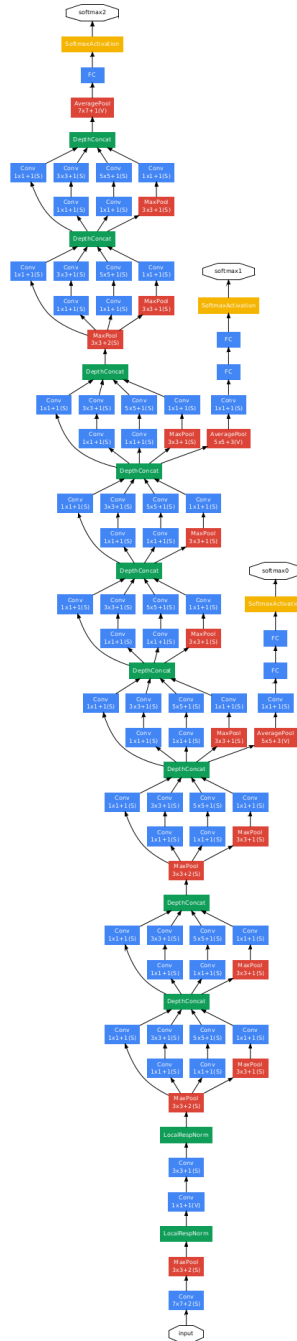 softmax2
SoftmaxActivation
FC
AveragePool
7x7+1(V)
DepthConcat
Conv
1x1+1(S)
Conv
3x3+1(S)
Conv
5x5+1(S)
Conv
1x1+1(S)
Conv
1x1+1(S)
Conv
1x1+1(S)
MaxPool
3x3+1(S)
DepthConcat
Conv
1x1+1(S)
Conv
3x3+1(S)
Conv
5x5+1(S)
Conv
1x1+1(S)
softmax1
Conv
1x1+1(S)
Conv
1x1+1(S)
MaxPool
3x3+1(S)
SoftmaxActivation
MaxPool
3x3+2(S)
FC
DepthConcat
FC
Conv
1x1+1(S)
Conv
3x3+1(S)
Conv
5x5+1(S)
Conv
1x1+1(S)
Conv
1x1+1(S)
Conv
1x1+1(S)
Conv
1x1+1(S)
MaxPool
3x3+1(S)
AveragePool
5x5+3(V)
DepthConcat
Conv
1x1+1(S)
Conv
3x3+1(S)
Conv
5x5+1(S)
Conv
1x1+1(S)
Conv
1x1+1(S)
Conv
1x1+1(S)
MaxPool
3x3+1(S)
DepthConcat
softmax0
Conv
1x1+1(S)
Conv
3x3+1(S)
Conv
5x5+1(S)
Conv
1x1+1(S)
SoftmaxActivation
Conv
1x1+1(S)
Conv
1x1+1(S)
MaxPool
3x3+1(S)
FC
DepthConcat
FC
Conv
1x1+1(S)
Conv
3x3+1(S)
Conv
5x5+1(S)
Conv
1x1+1(S)
Conv
1x1+1(S)
Conv
1x1+1(S)
Conv
1x1+1(S)
MaxPool
3x3+1(S)
AveragePool
5x5+3(V)
DepthConcat
Conv
1x1+1(S)
Conv
3x3+1(S)
Conv
5x5+1(S)
Conv
1x1+1(S)
Conv
1x1+1(S)
Conv
1x1+1(S)
MaxPool
3x3+1(S)
MaxPool
3x3+2(S)
DepthConcat
Conv
1x1+1(S)
Conv
3x3+1(S)
Conv
5x5+1(S)
Conv
1x1+1(S)
Conv
1x1+1(S)
Conv
1x1+1(S)
MaxPool
3x3+1(S)
DepthConcat
Conv
1x1+1(S)
Conv
3x3+1(S)
Conv
5x5+1(S)
Conv
1x1+1(S)
Conv
1x1+1(S)
Conv
1x1+1(S)
MaxPool
3x3+1(S)
MaxPool
3x3+2(S)
LocalRespNorm
Conv
3x3+1(S)
Conv
1x1+1(V)
LocalRespNorm
MaxPool
3x3+2(S)
Conv
7x7+2(S)
input